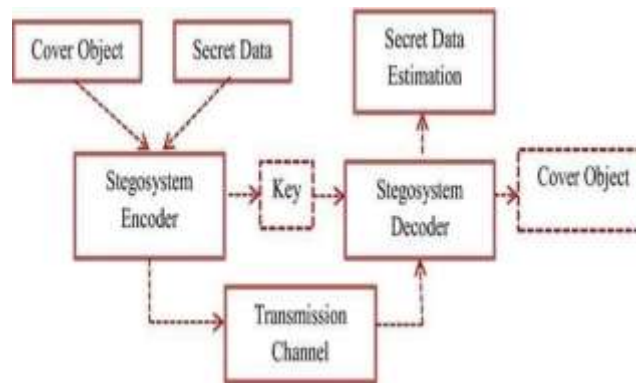 Cover Object
Secret Data
Secret Data
Estimation
Stegosystem
Encoder
Key
Stegosystem
Decoder
Cover Object
Transmission
Channel